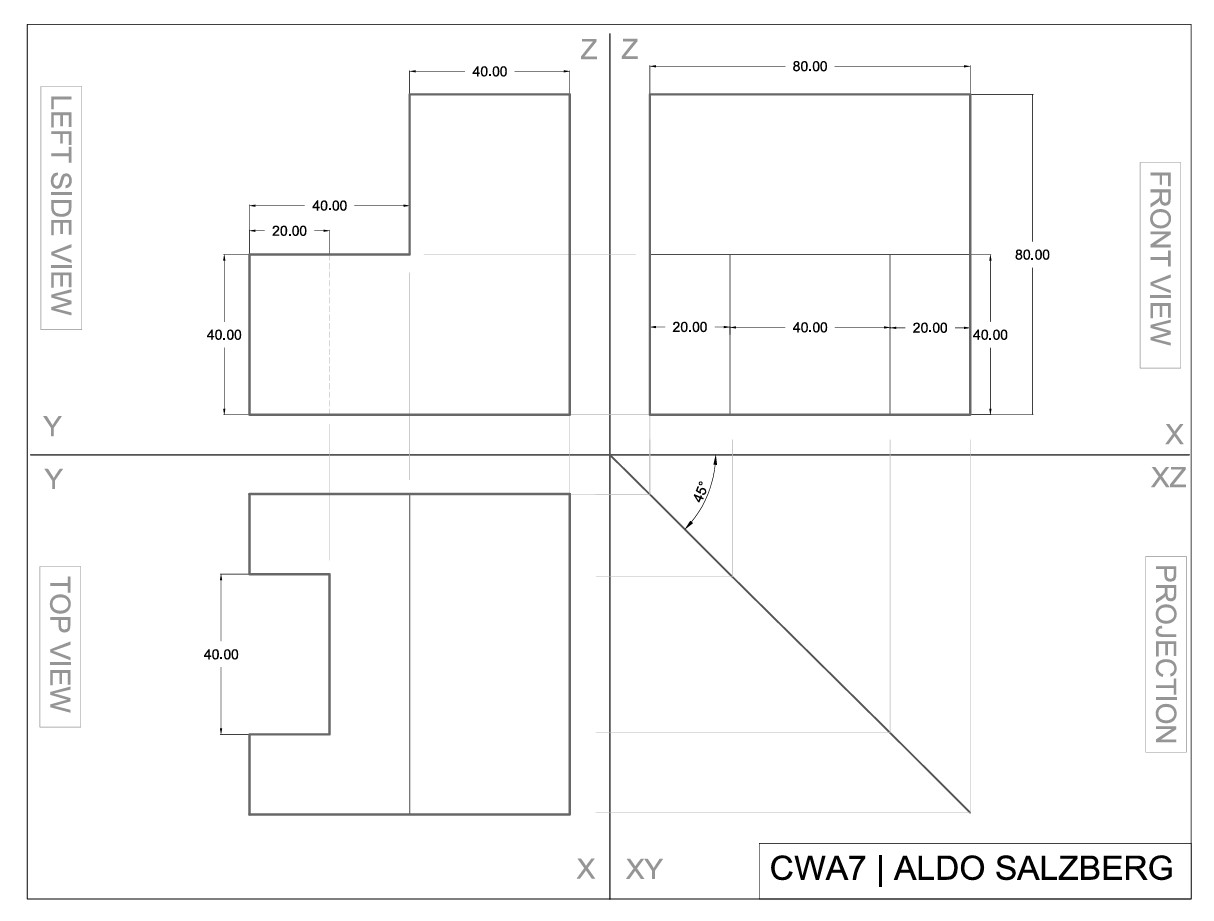 Z
Z
40.00
80.00
LEFT SIDE VIEW
FRONT VIEW
40.00
20.00
80.00
40.00
20.00
40.00
20.00
40.00
Y
X
Y
XZ
45°
TOP VIEW
PROJECTION
40.00
X
XY
CWA7 | ALDO SALZBERG